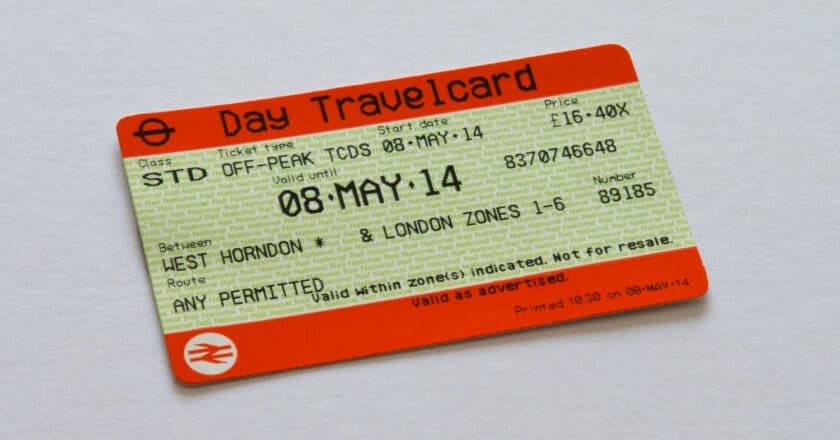 Day Travelcard
Class Ticket type Start date Price
STD OFF-PEAK TCDS 08·MAY·14 £16·40X
Valid until
08·MAY·14 8370746648
Between Number
WEST HORNDON * & LONDON ZONES 1-6 89185
Route
ANY PERMITTED Valid within zone(s) indicated. Not for resale.
Valid as advertised.
Printed 10:30 on 08·MAY·14